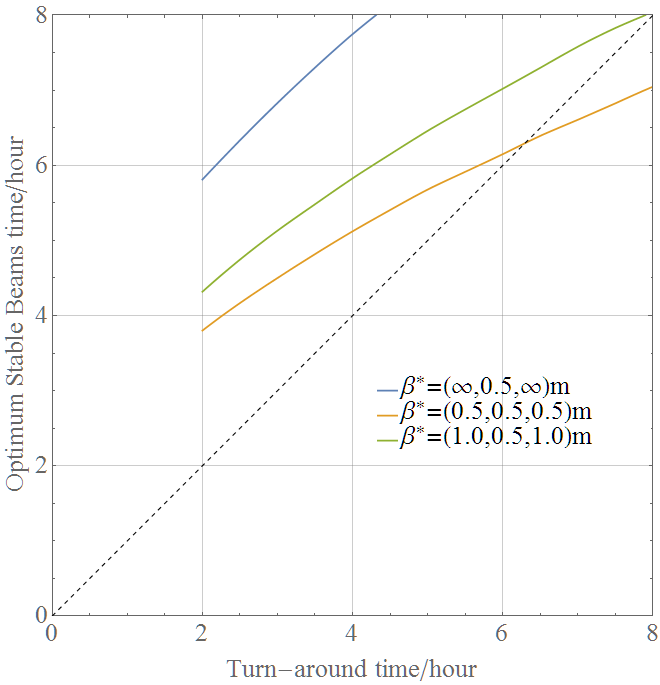 Optimum Stable Beams time/hour
8
6
4
2
0
β*=(∞,0.5,∞)m
β*=(0.5,0.5,0.5)m
β*=(1.0,0.5,1.0)m
0 2 4 6 8
Turn-around time/hour